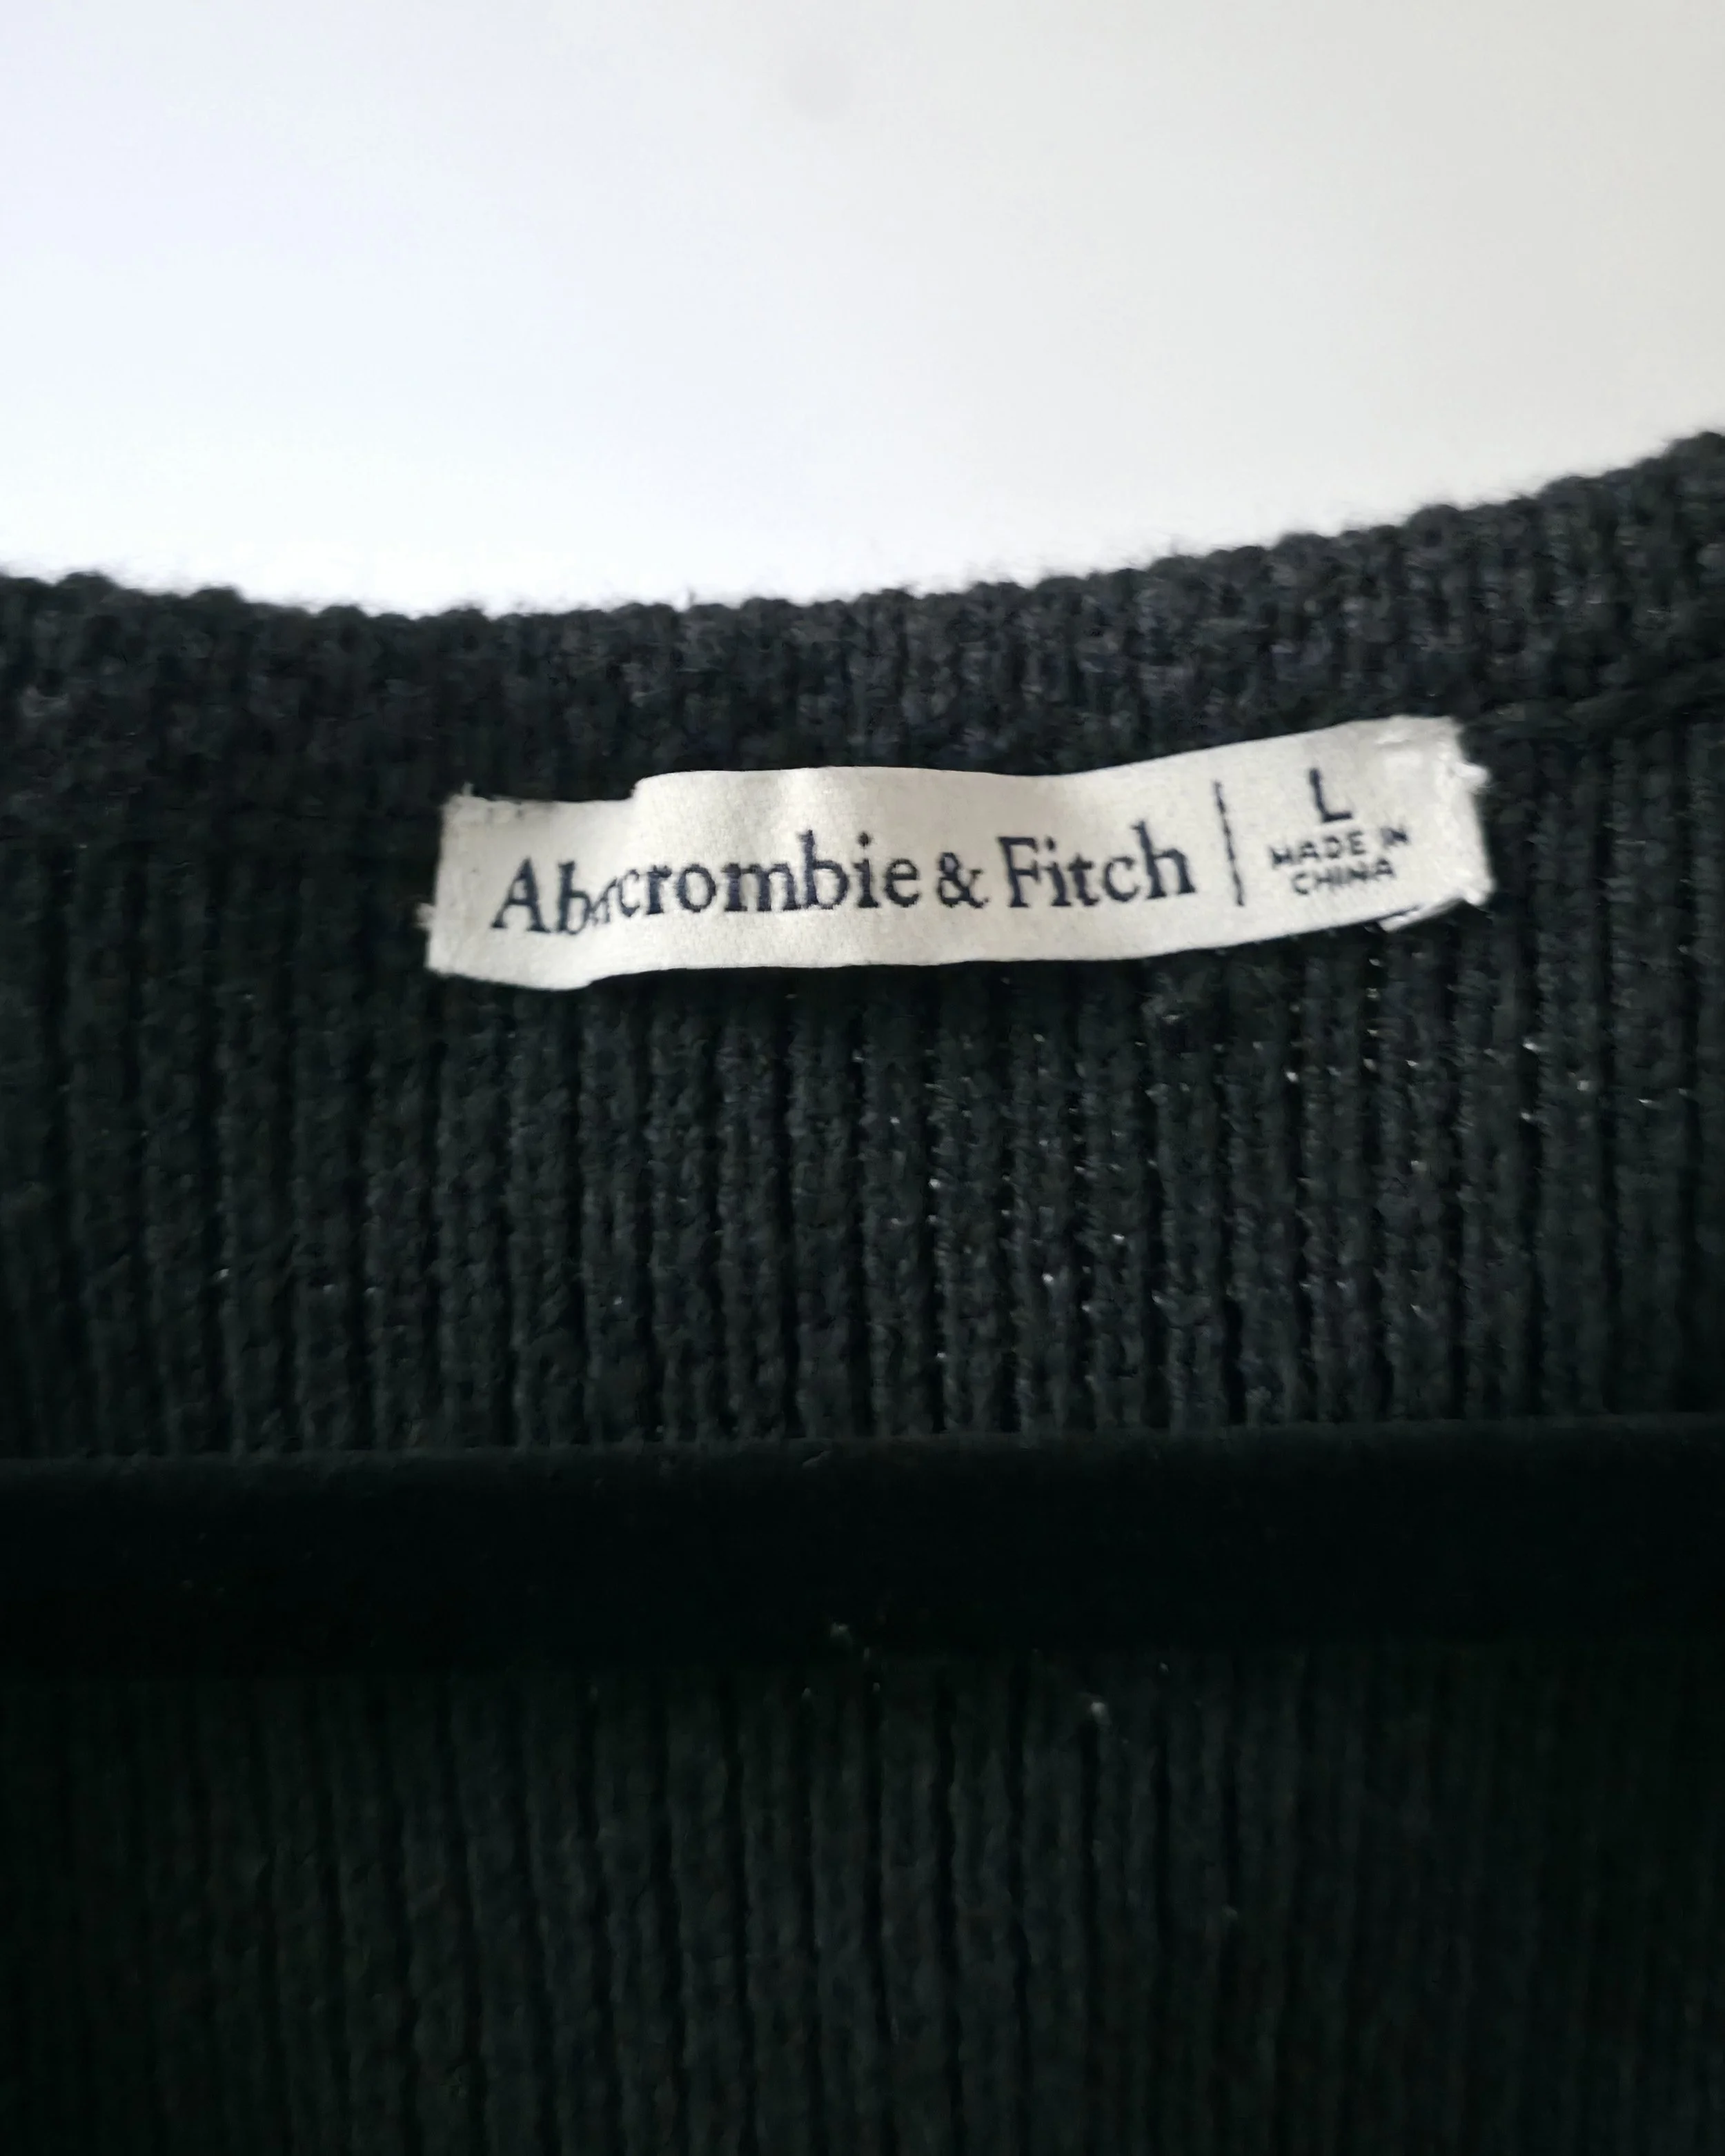 Abercrombie & Fitch
L
MADE IN
CHINA